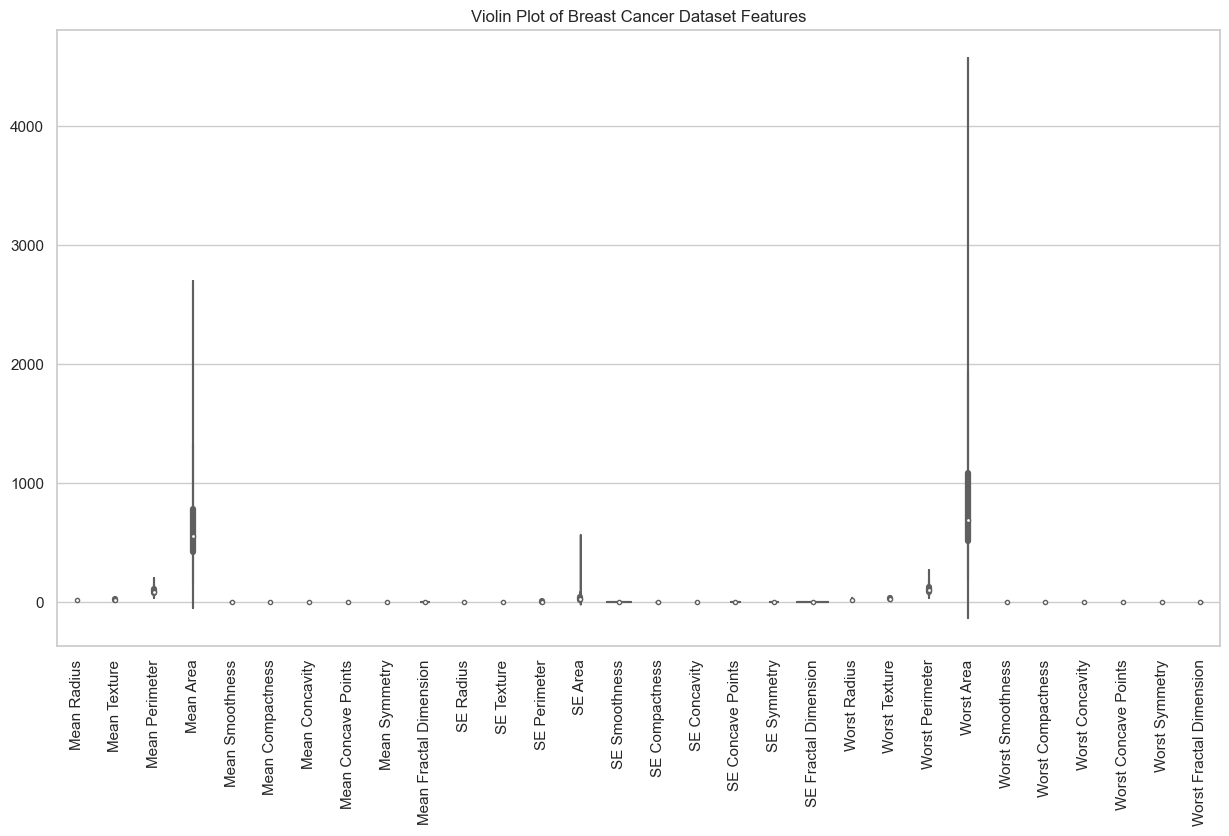 Violin Plot of Breast Cancer Dataset Features
4000
3000
2000
1000
0
Mean Radius
Mean Texture
Mean Perimeter
Mean Area
Mean Smoothness
Mean Compactness
Mean Concavity
Mean Concave Points
Mean Symmetry
Mean Fractal Dimension
SE Radius
SE Texture
SE Perimeter
SE Area
SE Smoothness
SE Compactness
SE Concavity
SE Concave Points
SE Symmetry
SE Fractal Dimension
Worst Radius
Worst Texture
Worst Perimeter
Worst Area
Worst Smoothness
Worst Compactness
Worst Concavity
Worst Concave Points
Worst Symmetry
Worst Fractal Dimension